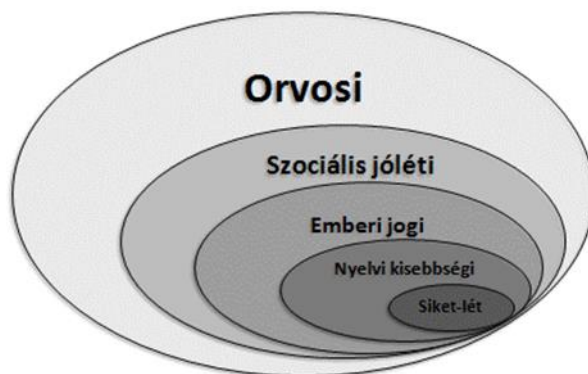 Orvosi
Szociális jóléti
Emberi jogi
Nyelvi kisebbségi
Siket-lét